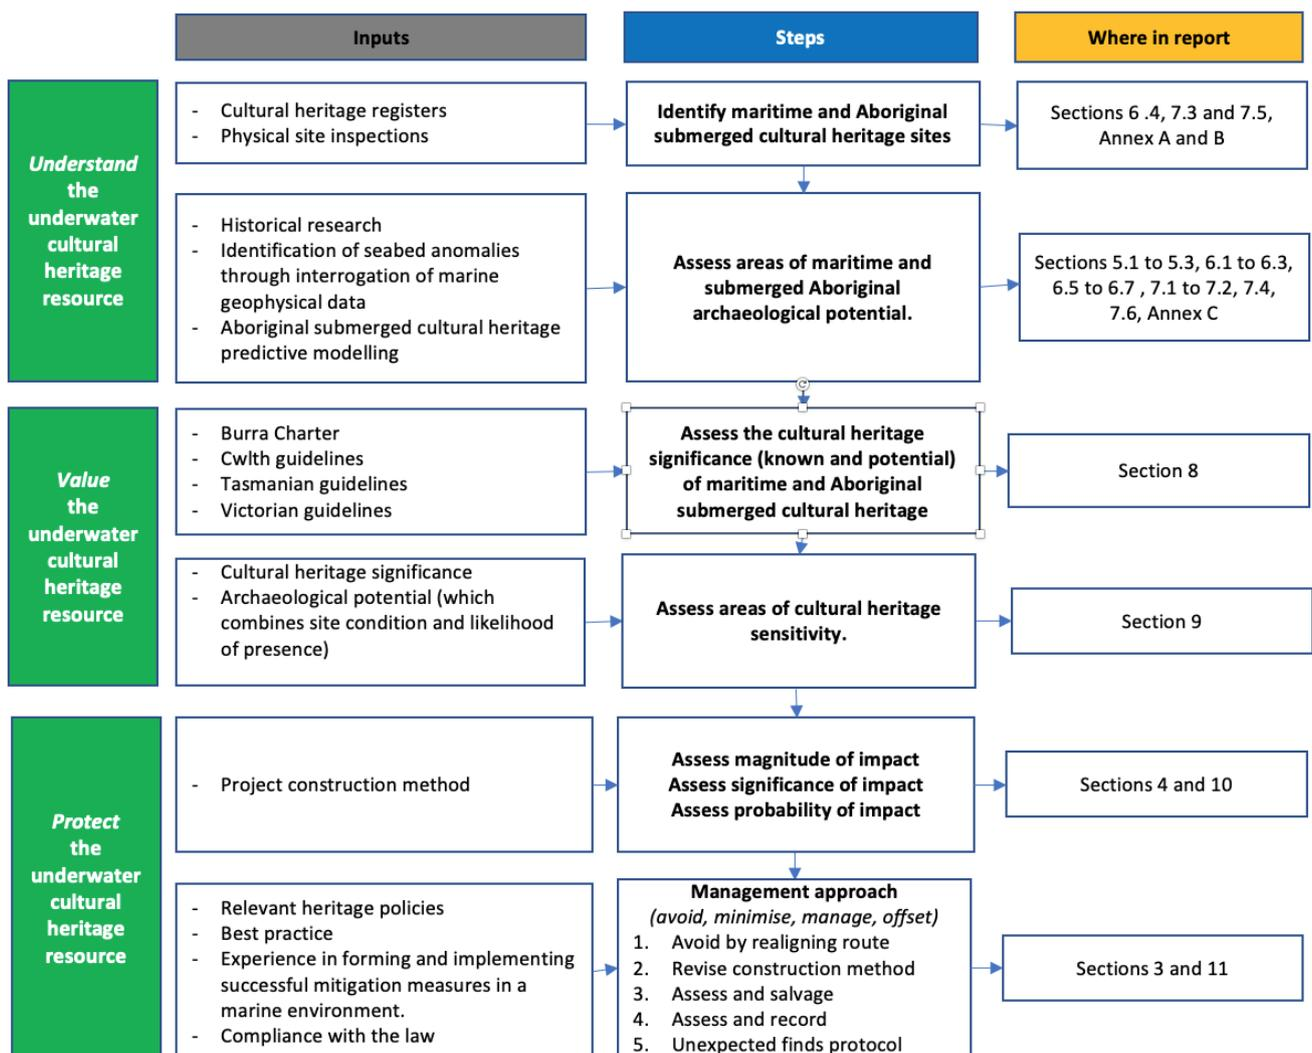 Inputs
Steps
Where in report
Understand
the
underwater
cultural
heritage
resource
- Cultural heritage registers
- Physical site inspections
Identify maritime and Aboriginal
submerged cultural heritage sites
Sections 6 .4, 7.3 and 7.5,
Annex A and B
- Historical research
- Identification of seabed anomalies
through interrogation of marine
geophysical data
- Aboriginal submerged cultural heritage
predictive modelling
Assess areas of maritime and
submerged Aboriginal
archaeological potential.
Sections 5.1 to 5.3, 6.1 to 6.3,
6.5 to 6.7 , 7.1 to 7.2, 7.4,
7.6, Annex C
Value
the
underwater
cultural
heritage
resource
- Burra Charter
- Cwlth guidelines
- Tasmanian guidelines
- Victorian guidelines
Assess the cultural heritage
significance (known and potential)
of maritime and Aboriginal
submerged cultural heritage
Section 8
- Cultural heritage significance
- Archaeological potential (which
combines site condition and likelihood
of presence)
Assess areas of cultural heritage
sensitivity.
Section 9
Protect
the
underwater
cultural
heritage
resource
- Project construction method
Assess magnitude of impact
Assess significance of impact
Assess probability of impact
Sections 4 and 10
- Relevant heritage policies
- Best practice
- Experience in forming and implementing
successful mitigation measures in a
marine environment.
- Compliance with the law
Management approach
(avoid, minimise, manage, offset)
1. Avoid by realigning route
2. Revise construction method
3. Assess and salvage
4. Assess and record
5. Unexpected finds protocol
Sections 3 and 11